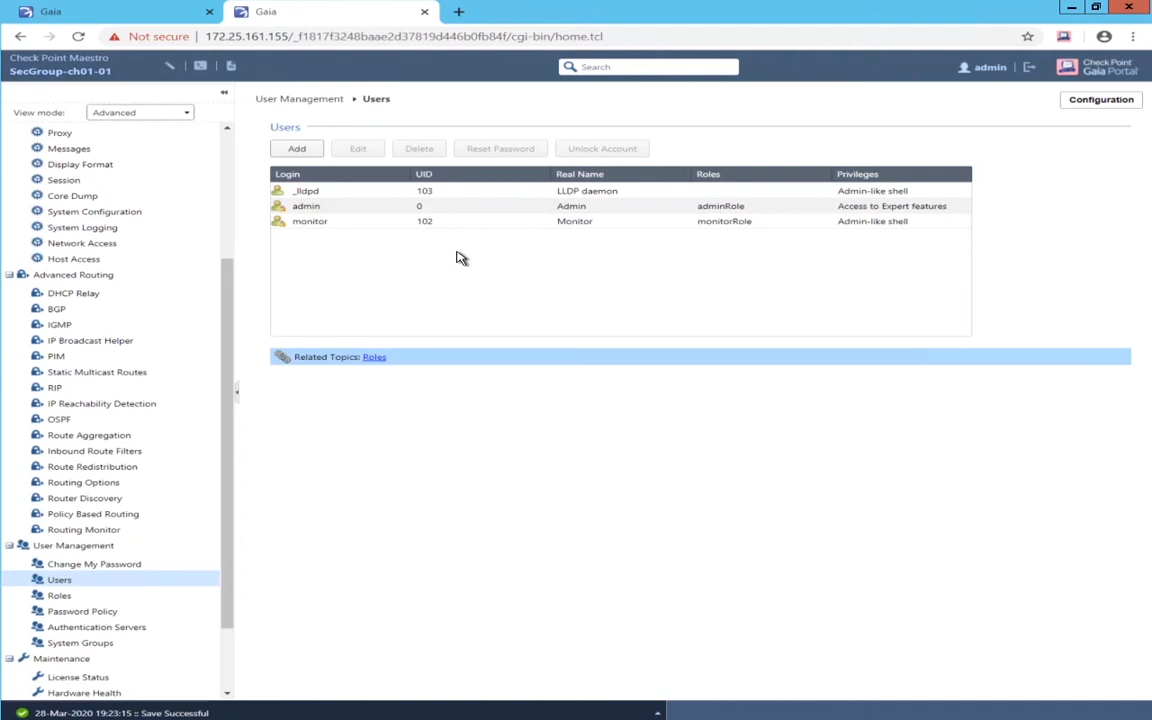 Gaia
Gaia
Not secure | 172.25.161.155/_f1817f3248baae2d37819d446b0fb84f/cgi-bin/home.tcl
Check Point Maestro
SecGroup-ch01-01
Search
admin
Check Point
Gaia Portal
View mode: Advanced
Proxy
Messages
Display Format
Session
Core Dump
System Configuration
System Logging
Network Access
Host Access
Advanced Routing
DHCP Relay
BGP
IGMP
IP Broadcast Helper
PIM
Static Multicast Routes
RIP
IP Reachability Detection
OSPF
Route Aggregation
Inbound Route Filters
Route Redistribution
Routing Options
Router Discovery
Policy Based Routing
Routing Monitor
User Management
Change My Password
Users
Roles
Password Policy
Authentication Servers
System Groups
Maintenance
License Status
Hardware Health
User Management Users
Configuration
Users
Add Edit Delete Reset Password Unlock Account
Login UID Real Name Roles Privileges
_lldpd 103 LLDP daemon Admin-like shell
admin 0 Admin adminRole Access to Expert features
monitor 102 Monitor monitorRole Admin-like shell
Related Topics: Roles
28-Mar-2020 19:23:15 :: Save Successful